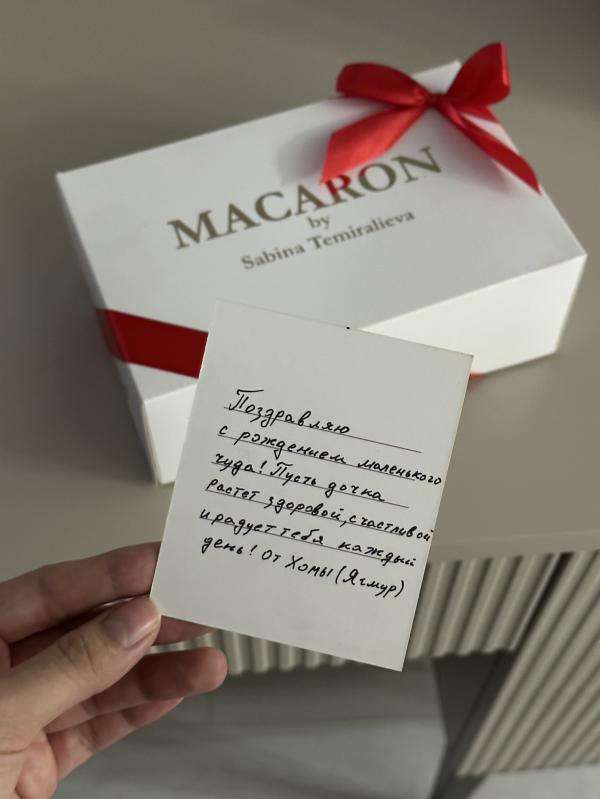 MACARON
by
Sabina Temiralieva
Поздравляю
с рождением маленького
чуда! Пусть дочка
растет здоровой, счастливой
и радует тебя каждый
день! От Хомы (Ягмур)